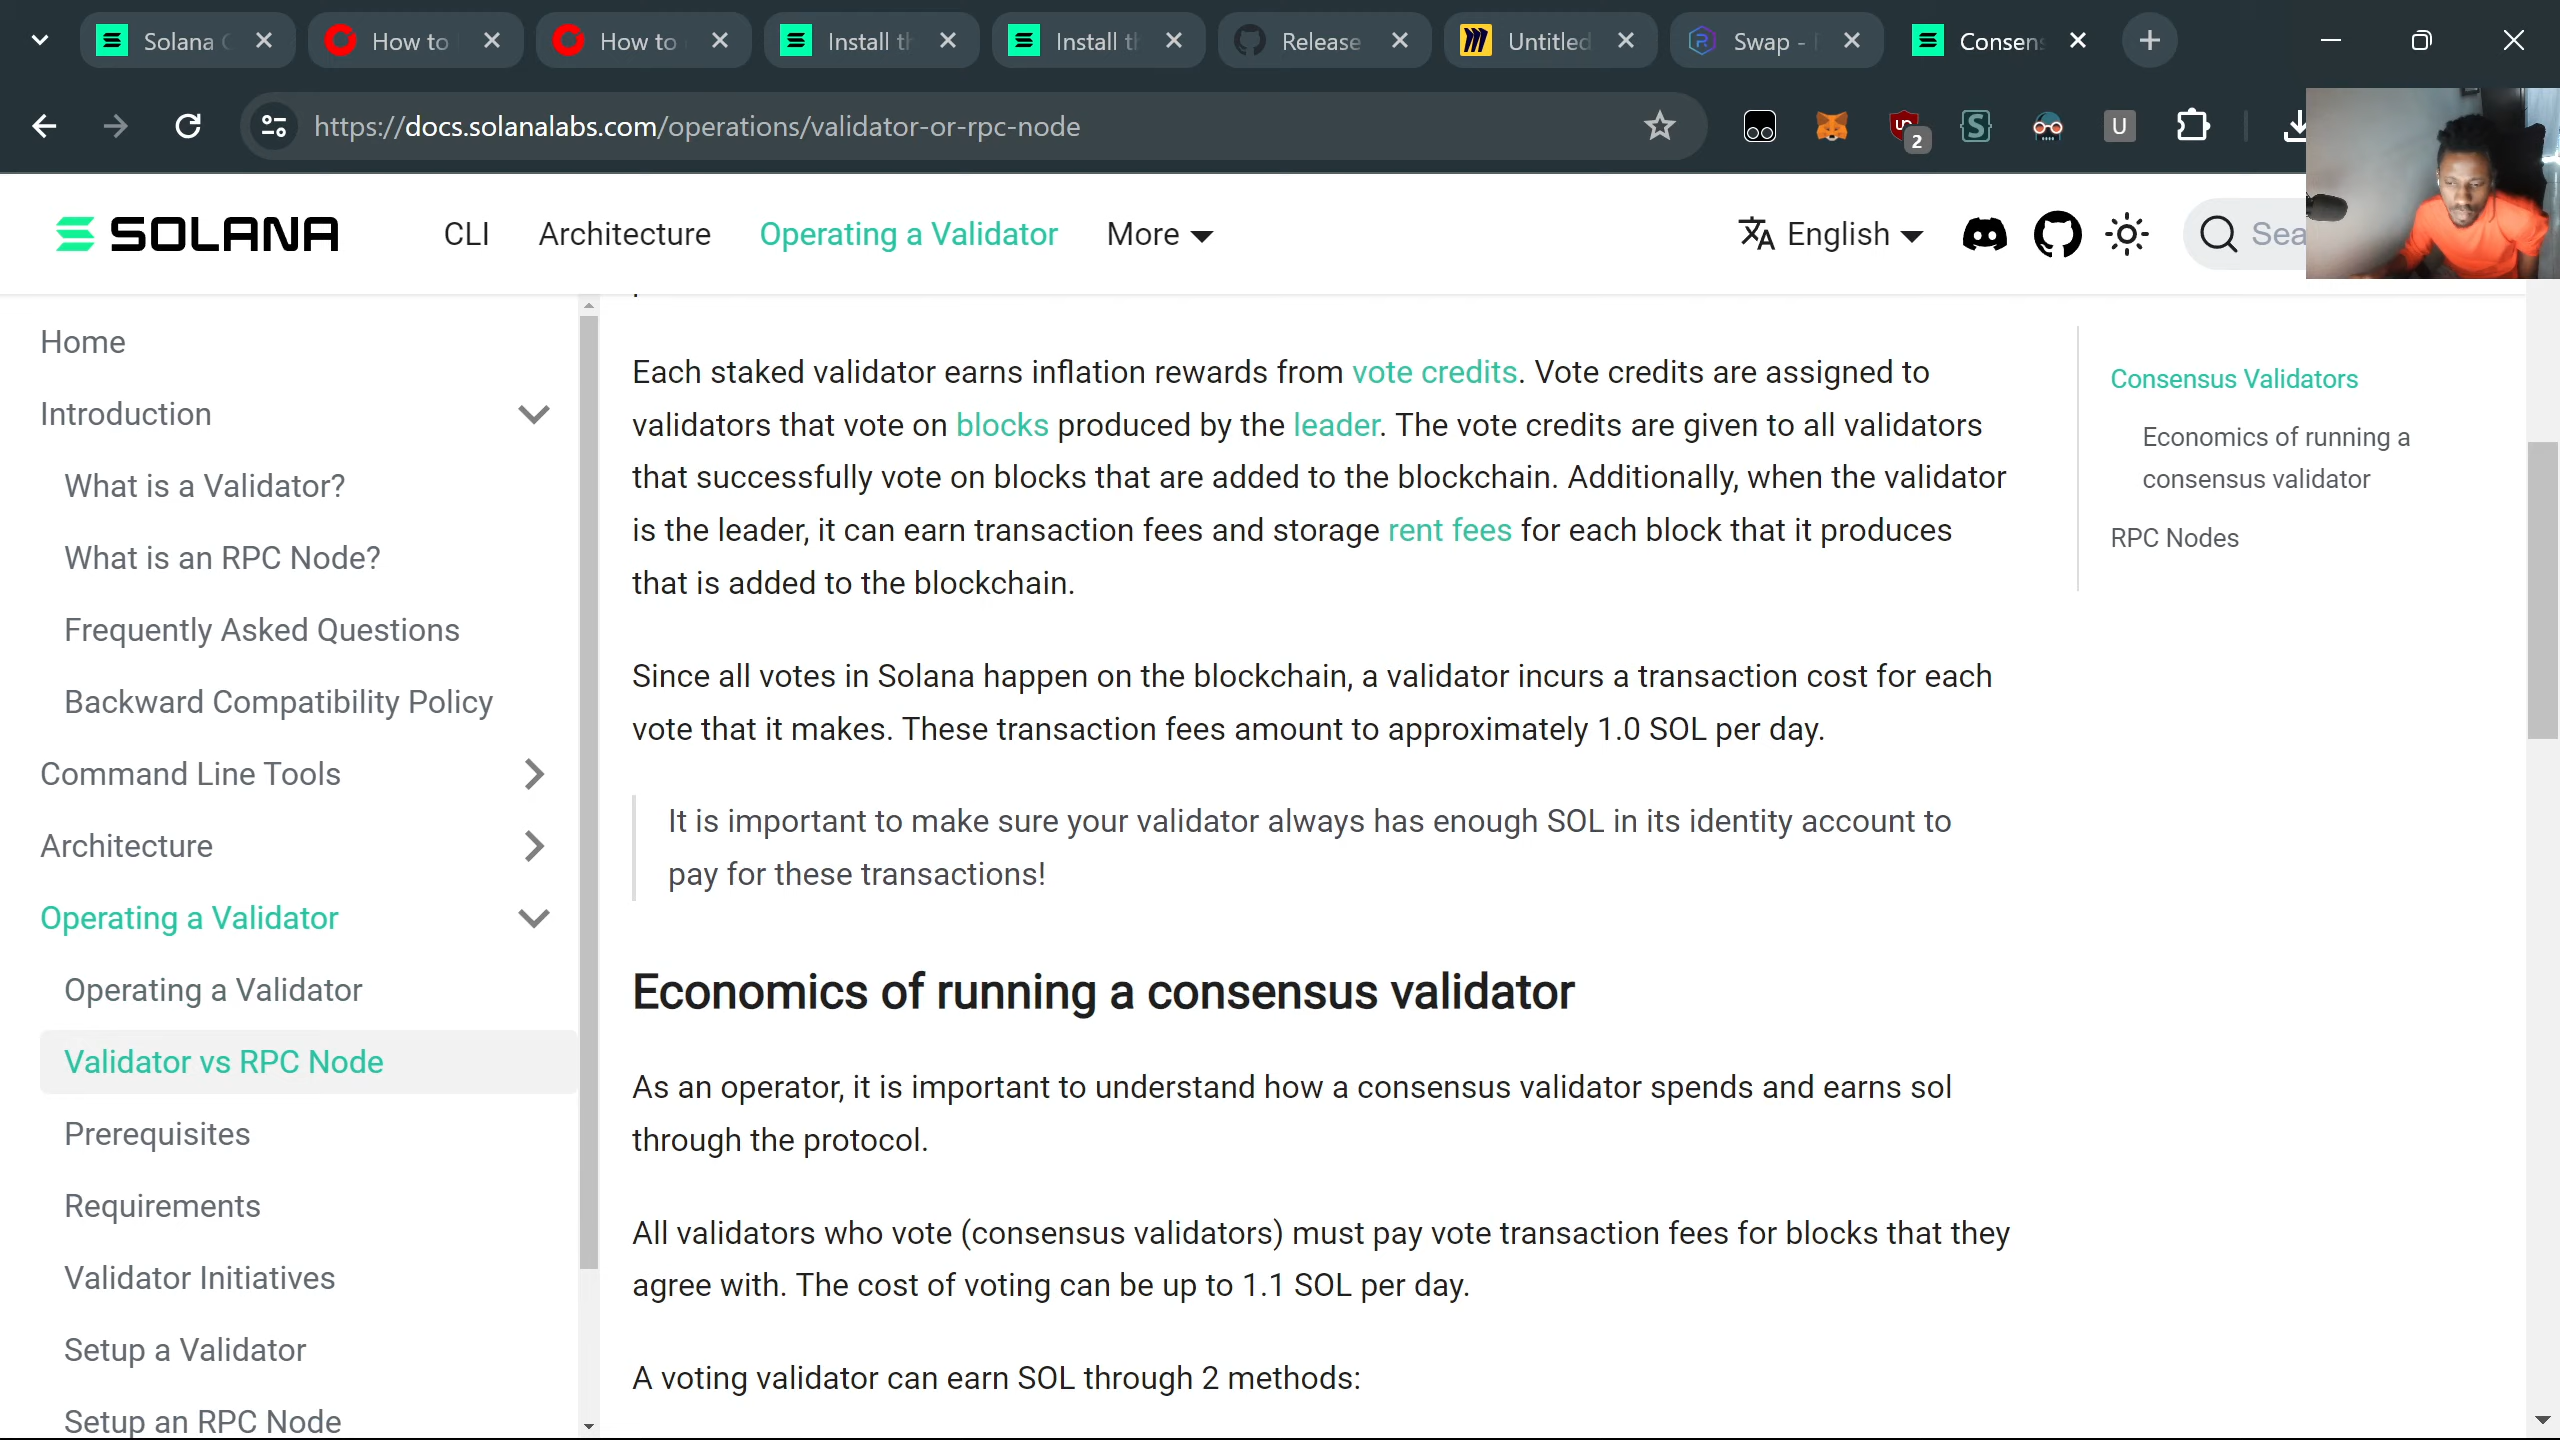 Solana
How to
How to
Install
Install
Release
Untitled
Swap -
Consens
https://docs.solanalabs.com/operations/validator-or-rpc-node
2
U
SOLANA
CLI
Architecture
Operating a Validator
More
English
Sea
Home
Introduction
What is a Validator?
What is an RPC Node?
Frequently Asked Questions
Backward Compatibility Policy
Command Line Tools
Architecture
Operating a Validator
Operating a Validator
Validator vs RPC Node
Prerequisites
Requirements
Validator Initiatives
Setup a Validator
Setup an RPC Node
Each staked validator earns inflation rewards from vote credits. Vote credits are assigned to
validators that vote on blocks produced by the leader. The vote credits are given to all validators
that successfully vote on blocks that are added to the blockchain. Additionally, when the validator
is the leader, it can earn transaction fees and storage rent fees for each block that it produces
that is added to the blockchain.
Since all votes in Solana happen on the blockchain, a validator incurs a transaction cost for each
vote that it makes. These transaction fees amount to approximately 1.0 SOL per day.
It is important to make sure your validator always has enough SOL in its identity account to
pay for these transactions!
Economics of running a consensus validator
As an operator, it is important to understand how a consensus validator spends and earns sol
through the protocol.
All validators who vote (consensus validators) must pay vote transaction fees for blocks that they
agree with. The cost of voting can be up to 1.1 SOL per day.
A voting validator can earn SOL through 2 methods:
Consensus Validators
Economics of running a
consensus validator
RPC Nodes